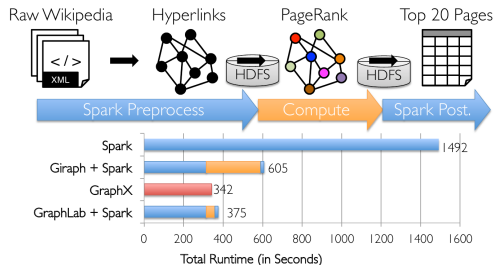 Raw Wikipedia Hyperlinks PageRank Top 20 Pages
</>
XML
HDFS HDFS
Spark Preprocess Compute Spark Post.
Spark 1492
Giraph + Spark 605
GraphX 342
GraphLab + Spark 375
0 200 400 600 800 1000 1200 1400 1600
Total Runtime (in Seconds)